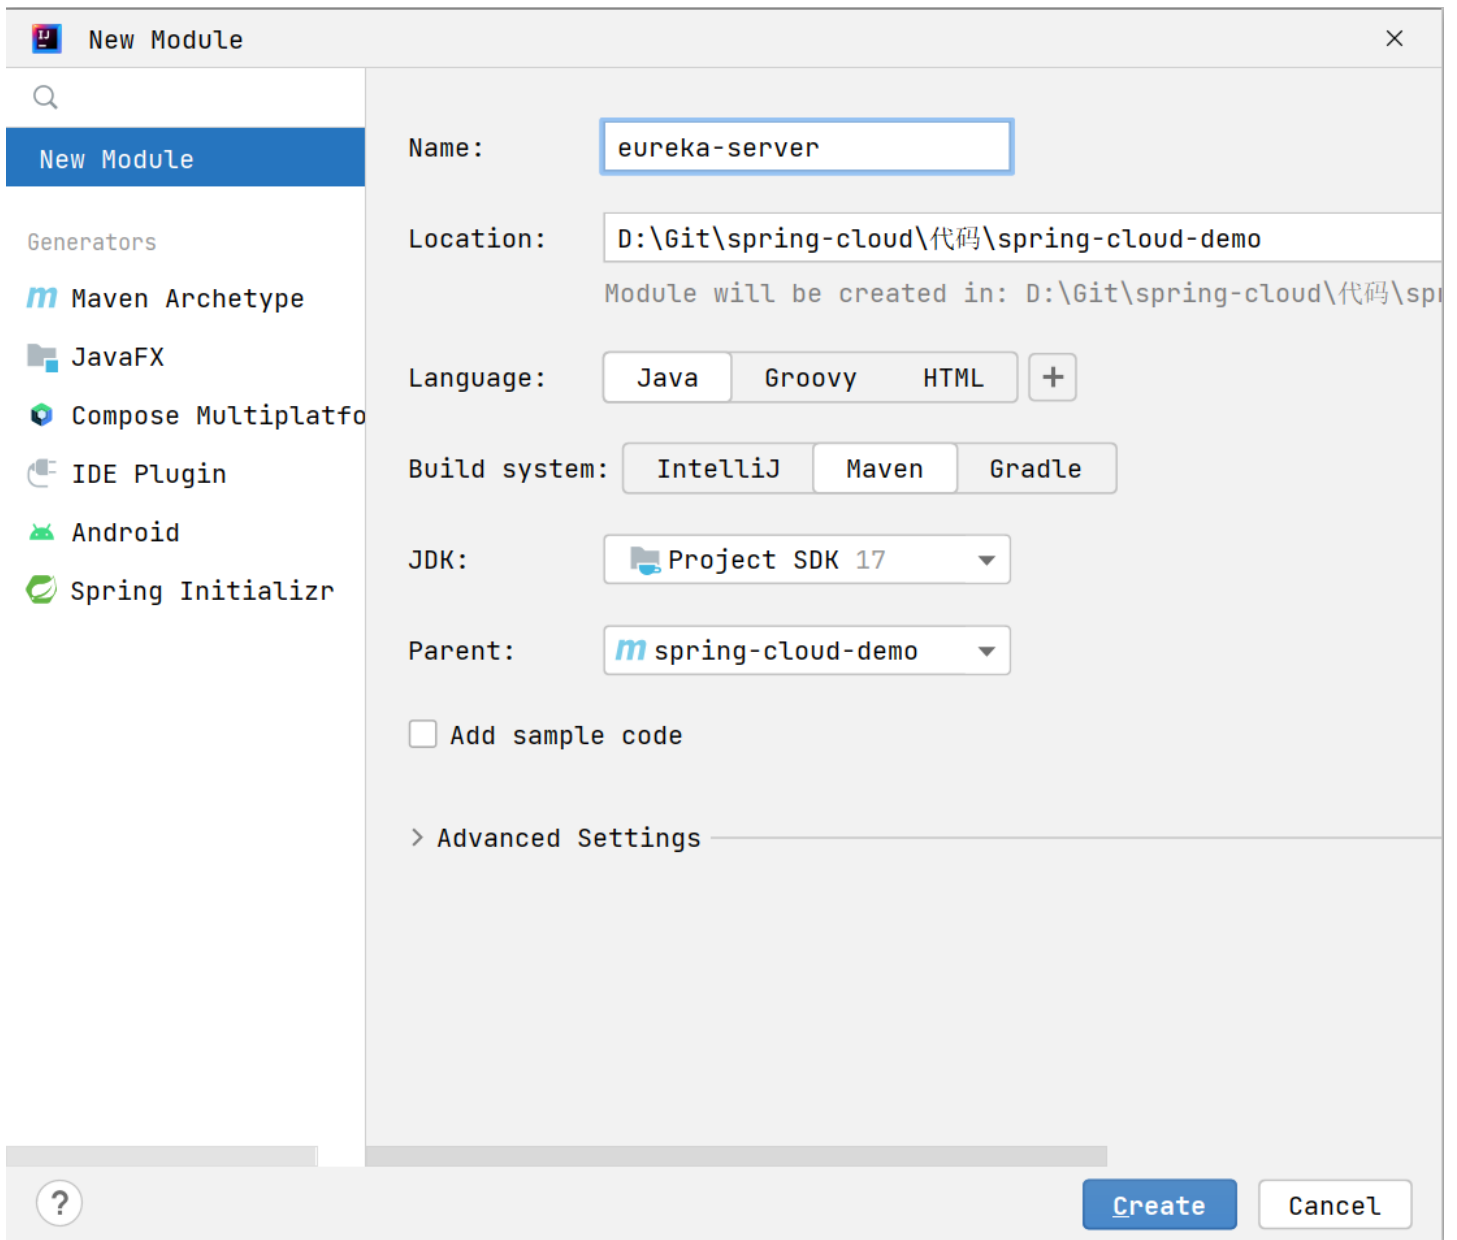 New Module
New Module
Generators
Maven Archetype
JavaFX
Compose Multiplatfo
IDE Plugin
Android
Spring Initializr
Name: eureka-server
Location: D:\Git\spring-cloud\代码\spring-cloud-demo
Module will be created in: D:\Git\spring-cloud\代码\spr
Language: Java Groovy HTML +
Build system: IntelliJ Maven Gradle
JDK: Project SDK 17
Parent: spring-cloud-demo
Add sample code
Advanced Settings
? Create Cancel